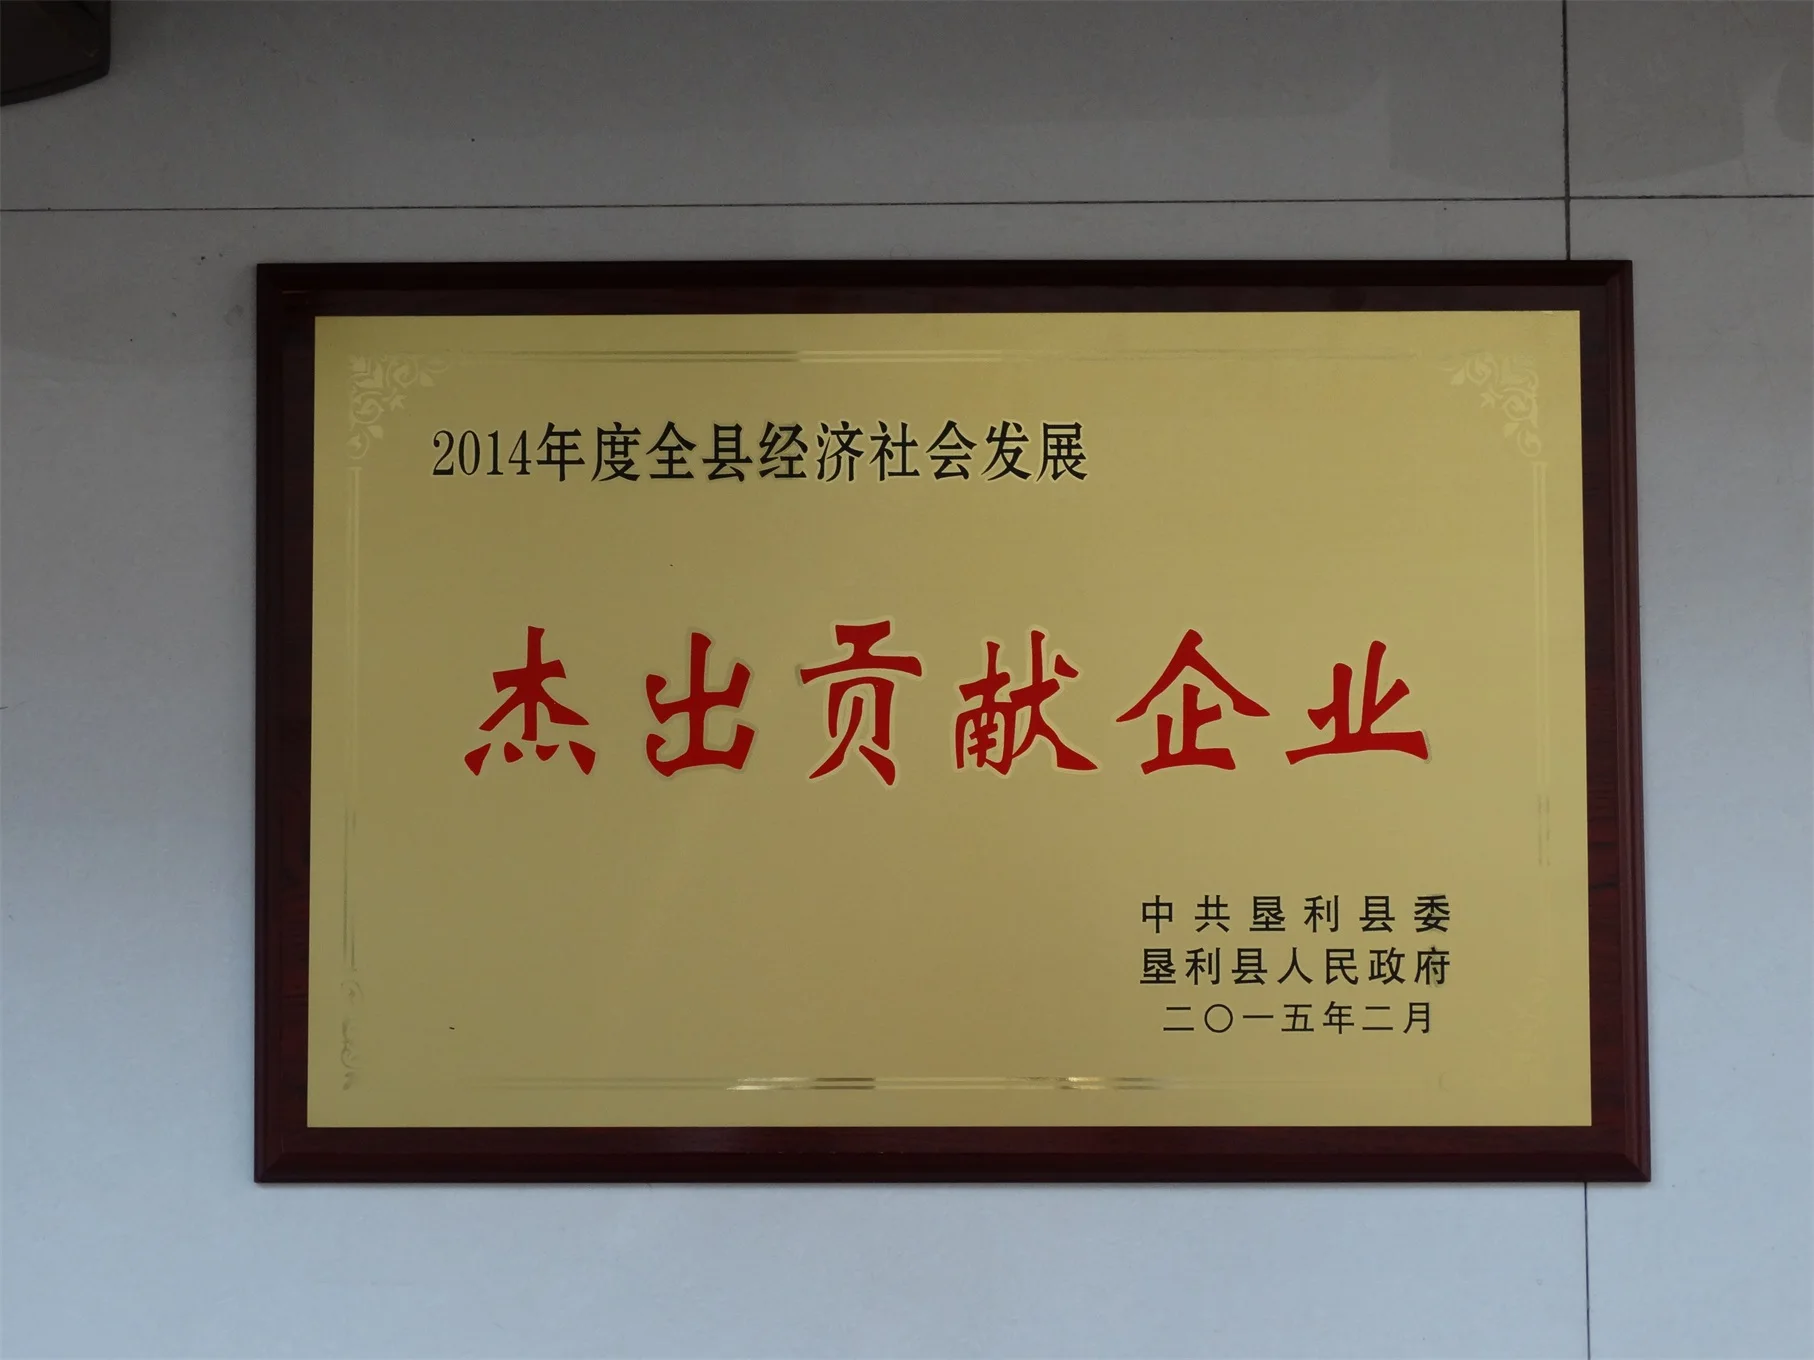 2014年度全县经济社会发展
杰出贡献企业
中共垦利县委
垦利县人民政府
二〇一五年二月